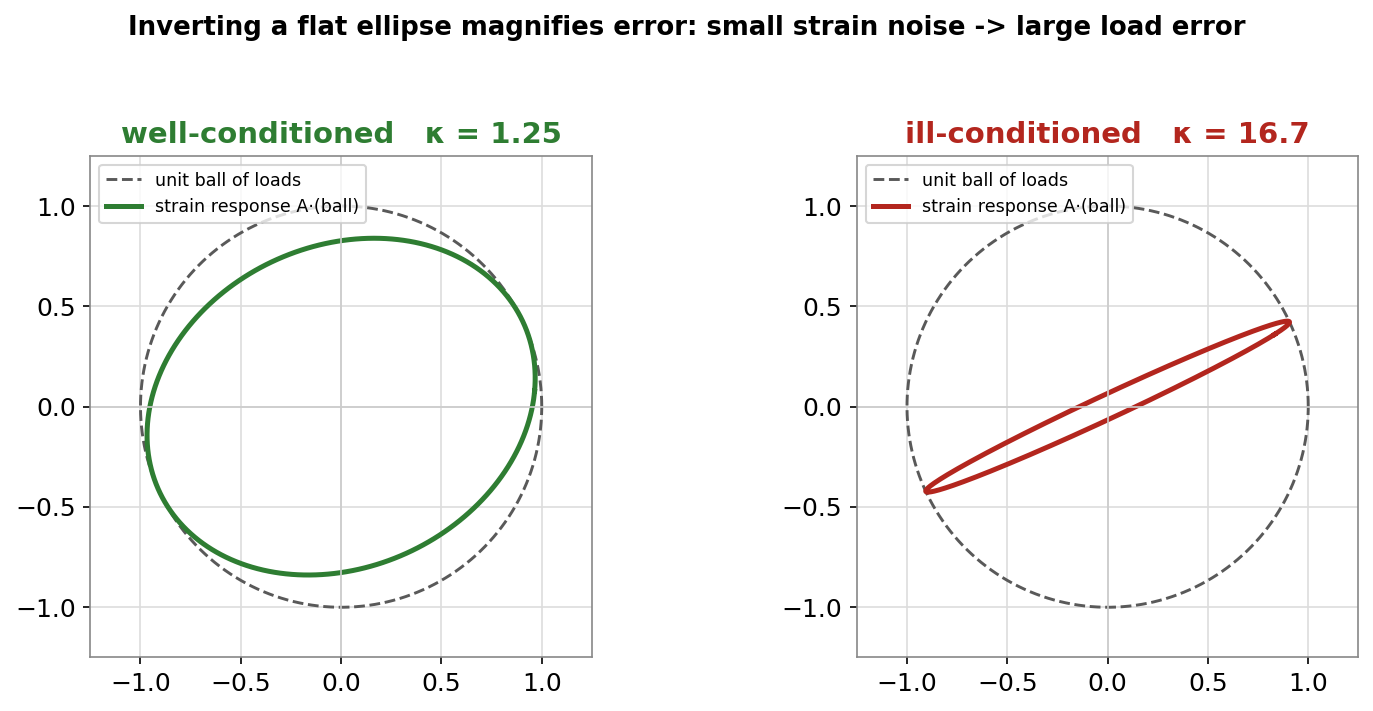 Inverting a flat ellipse magnifies error: small strain noise -> large load error
well-conditioned   κ = 1.25
unit ball of loads
strain response A·(ball)
1.0
0.5
0.0
−0.5
−1.0
−1.0
−0.5
0.0
0.5
1.0
ill-conditioned   κ = 16.7
unit ball of loads
strain response A·(ball)
1.0
0.5
0.0
−0.5
−1.0
−1.0
−0.5
0.0
0.5
1.0